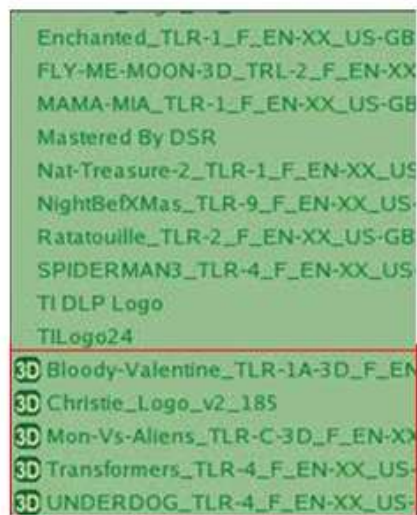 Enchanted_TLR-1_F_EN-XX_US-GB
FLY-ME-MOON-3D_TRL-2_F_EN-XX
MAMA-MIA_TLR-1_F_EN-XX_US-GB
Mastered By DSR
Nat-Treasure-2_TLR-1_F_EN-XX_US
NightBefXMas_TLR-9_F_EN-XX_US-
Ratatouille_TLR-2_F_EN-XX_US-GB
SPIDERMAN3_TLR-4_F_EN-XX_US-
TI DLP Logo
TILogo24
3D Bloody-Valentine_TLR-1A-3D_F_EN
3D Christie_Logo_v2_185
3D Mon-Vs-Aliens_TLR-C-3D_F_EN-XX
3D Transformers_TLR-4_F_EN-XX_US-
3D UNDERDOG_TLR-4_F_EN-XX_US-